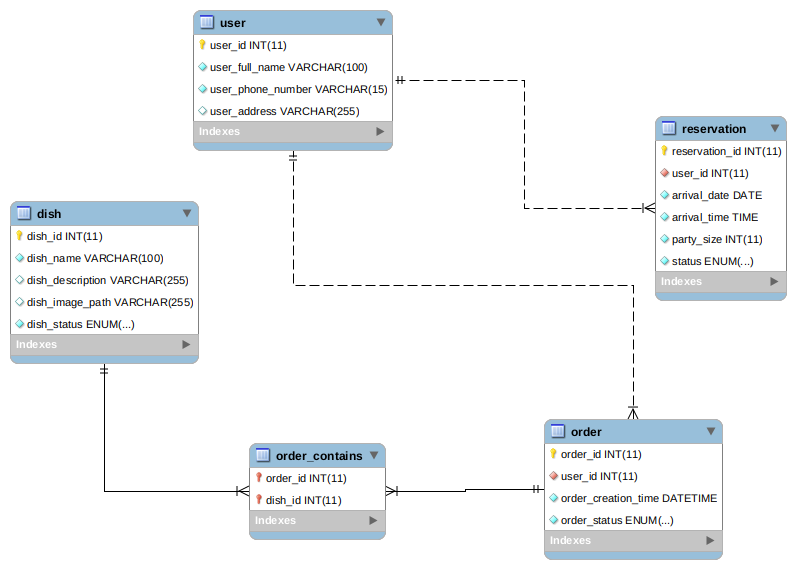 user
user_id INT(11)
user_full_name VARCHAR(100)
user_phone_number VARCHAR(15)
user_address VARCHAR(255)
Indexes
reservation
reservation_id INT(11)
user_id INT(11)
arrival_date DATE
arrival_time TIME
party_size INT(11)
status ENUM(...)
Indexes
dish
dish_id INT(11)
dish_name VARCHAR(100)
dish_description VARCHAR(255)
dish_image_path VARCHAR(255)
dish_status ENUM(...)
Indexes
order_contains
order_id INT(11)
dish_id INT(11)
Indexes
order
order_id INT(11)
user_id INT(11)
order_creation_time DATETIME
order_status ENUM(...)
Indexes